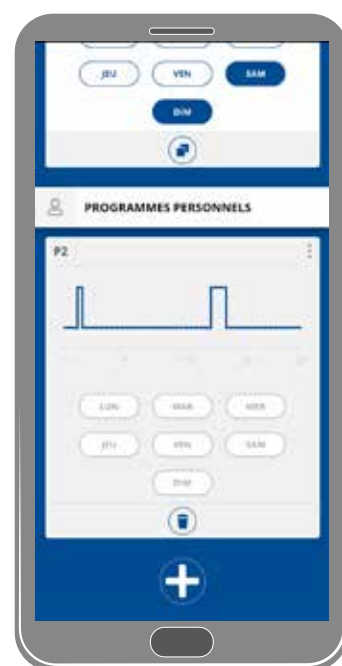 JEU VEN SAM
DIM
PROGRAMMES PERSONNELS
P2
LUN MAR MER
JEU VEN SAM
DIM